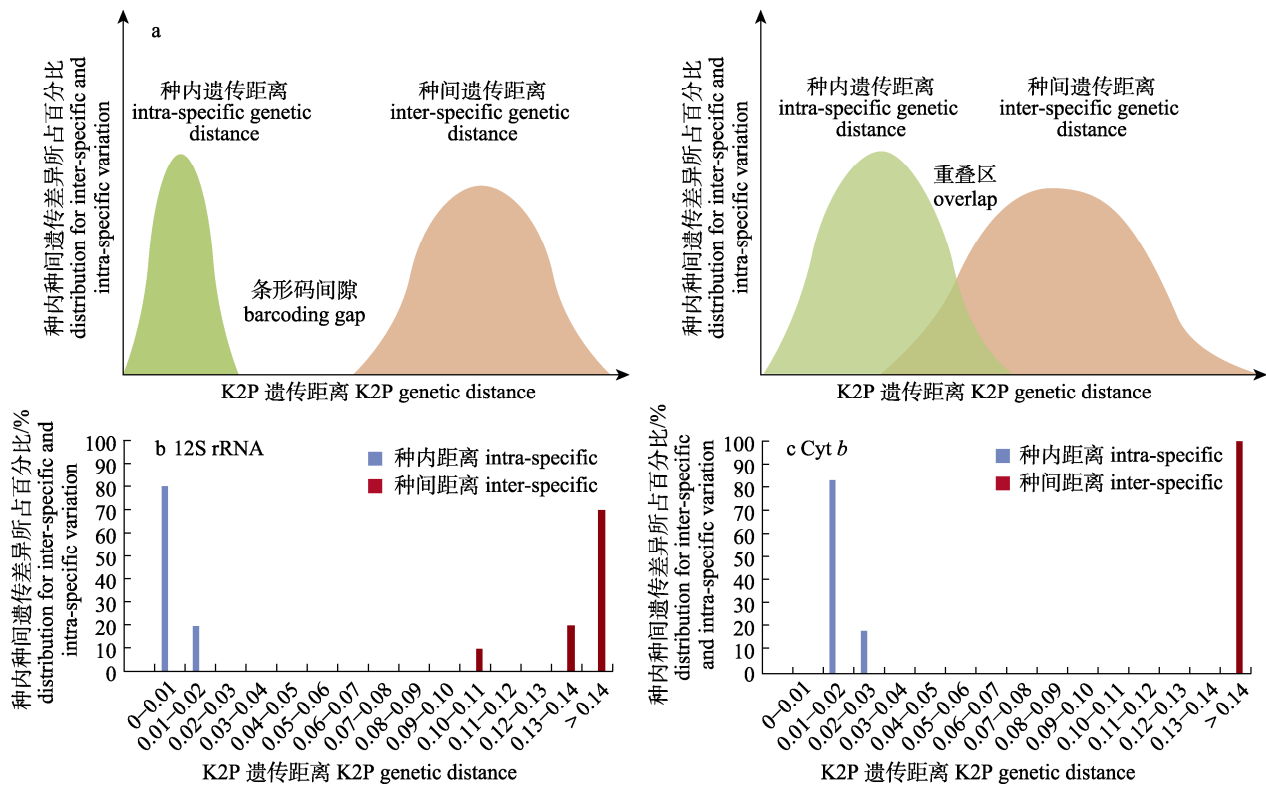 a
种内种间遗传差异所占百分比
distribution for inter-specific and
intra-specific variation
种内遗传距离
intra-specific genetic
distance
种间遗传距离
inter-specific genetic
distance
条形码间隙
barcoding gap
K2P 遗传距离 K2P genetic distance
种内种间遗传差异所占百分比
distribution for inter-specific and
intra-specific variation
种内遗传距离
intra-specific genetic
distance
种间遗传距离
inter-specific genetic
distance
重叠区
overlap
K2P 遗传距离 K2P genetic distance
b 12S rRNA
种内种间遗传差异所占百分比/%
distribution for inter-specific and
intra-specific variation
100
90
80
70
60
50
40
30
20
10
0
种内距离 intra-specific
种间距离 inter-specific
0–0.01
0.01–0.02
0.02–0.03
0.03–0.04
0.04–0.05
0.05–0.06
0.06–0.07
0.07–0.08
0.08–0.09
0.09–0.10
0.10–0.11
0.11–0.12
0.12–0.13
0.13–0.14
> 0.14
K2P 遗传距离 K2P genetic distance
c Cyt b
种内种间遗传差异所占百分比/%
distribution for inter-specific
and intra-specific variation
100
90
80
70
60
50
40
30
20
10
0
种内距离 intra-specific
种间距离 inter-specific
0–0.01
0.01–0.02
0.02–0.03
0.03–0.04
0.04–0.05
0.05–0.06
0.06–0.07
0.07–0.08
0.08–0.09
0.09–0.10
0.10–0.11
0.11–0.12
0.12–0.13
0.13–0.14
> 0.14
K2P 遗传距离 K2P genetic distance